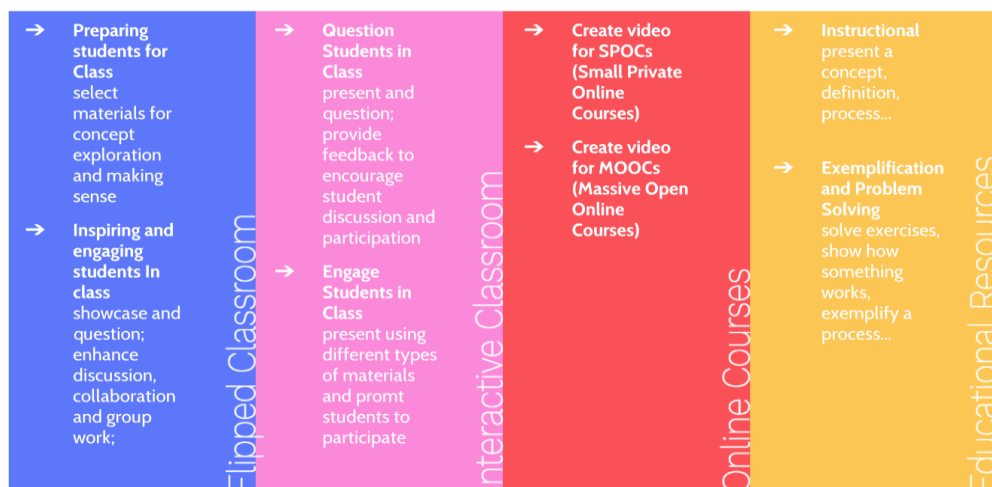 → Preparing
students for
Class
select
materials for
concept
exploration
and making
sense
→ Inspiring and
engaging
students In
class
showcase and
question;
enhance
discussion,
collaboration
and group
work;
Flipped Classroom
→ Question
Students in
Class
present and
question;
provide
feedback to
encourage
student
discussion and
participation
→ Engage
Students in
Class
present using
different types
of materials
and promt
students to
participate
Interactive Classroom
→ Create video
for SPOCs
(Small Private
Online
Courses)
→ Create video
for MOOCs
(Massive Open
Online
Courses)
Online Courses
→ Instructional
present a
concept,
definition,
process...
→ Exemplification
and Problem
Solving
solve exercises,
show how
something
works,
exemplify a
process...
Educational Resources